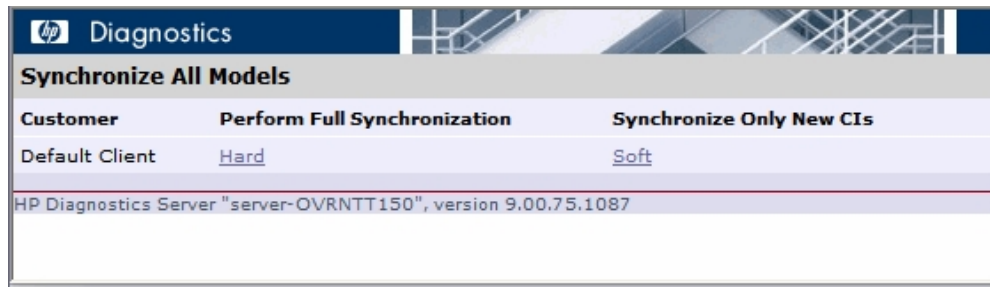 hp Diagnostics
Synchronize All Models
Customer Perform Full Synchronization Synchronize Only New CIs
Default Client Hard Soft
HP Diagnostics Server "server-OVRNTT150", version 9.00.75.1087